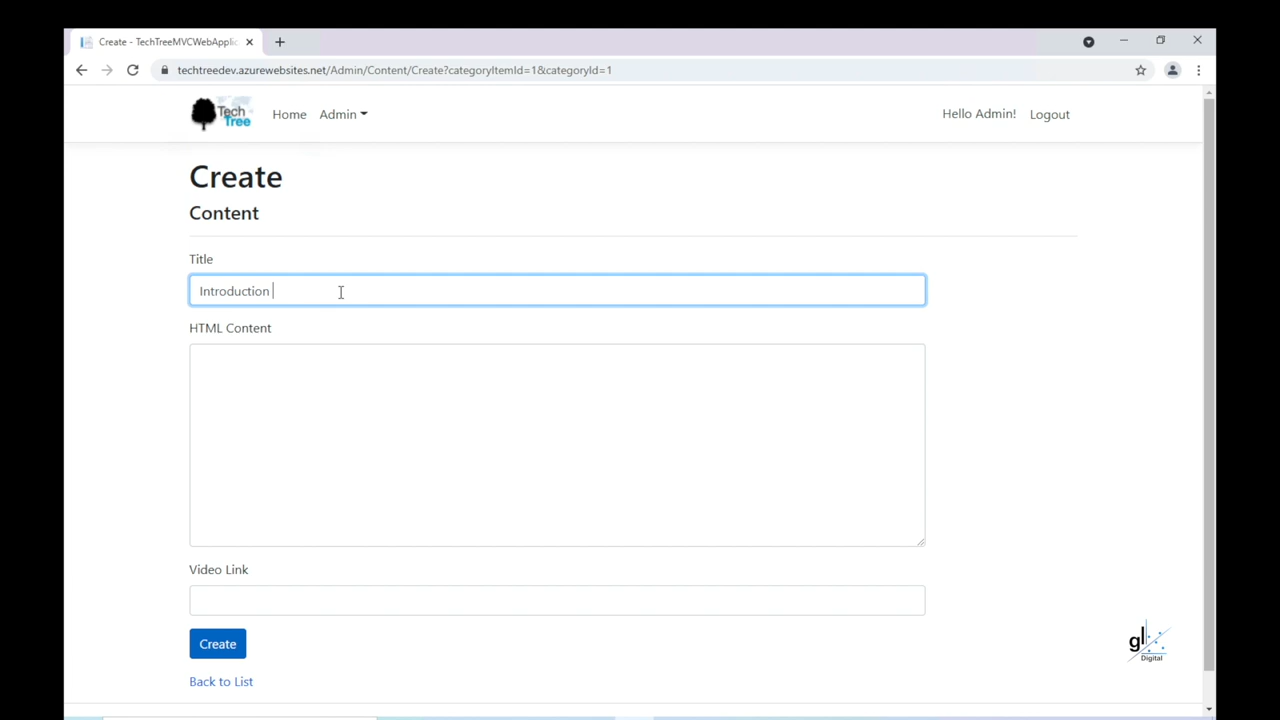 Create - TechTreeMVCWebApplic
techtreedev.azurewebsites.net/Admin/Content/Create?categoryItemId=1&categoryId=1
Tech Tree
Home
Admin
Hello Admin!
Logout
Create
Content
Title
Introduction
HTML Content
Video Link
Create
Back to List
gl
Digital